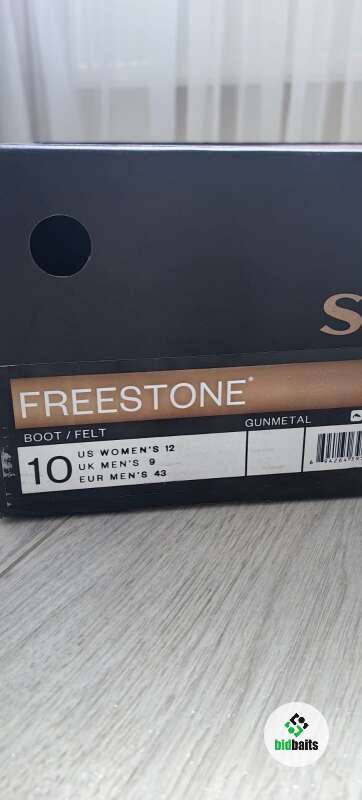 S
FREESTONE®
BOOT / FELT
GUNMETAL
10
US WOMEN'S 12
UK MEN'S 9
EUR MEN'S 43
bidbaits